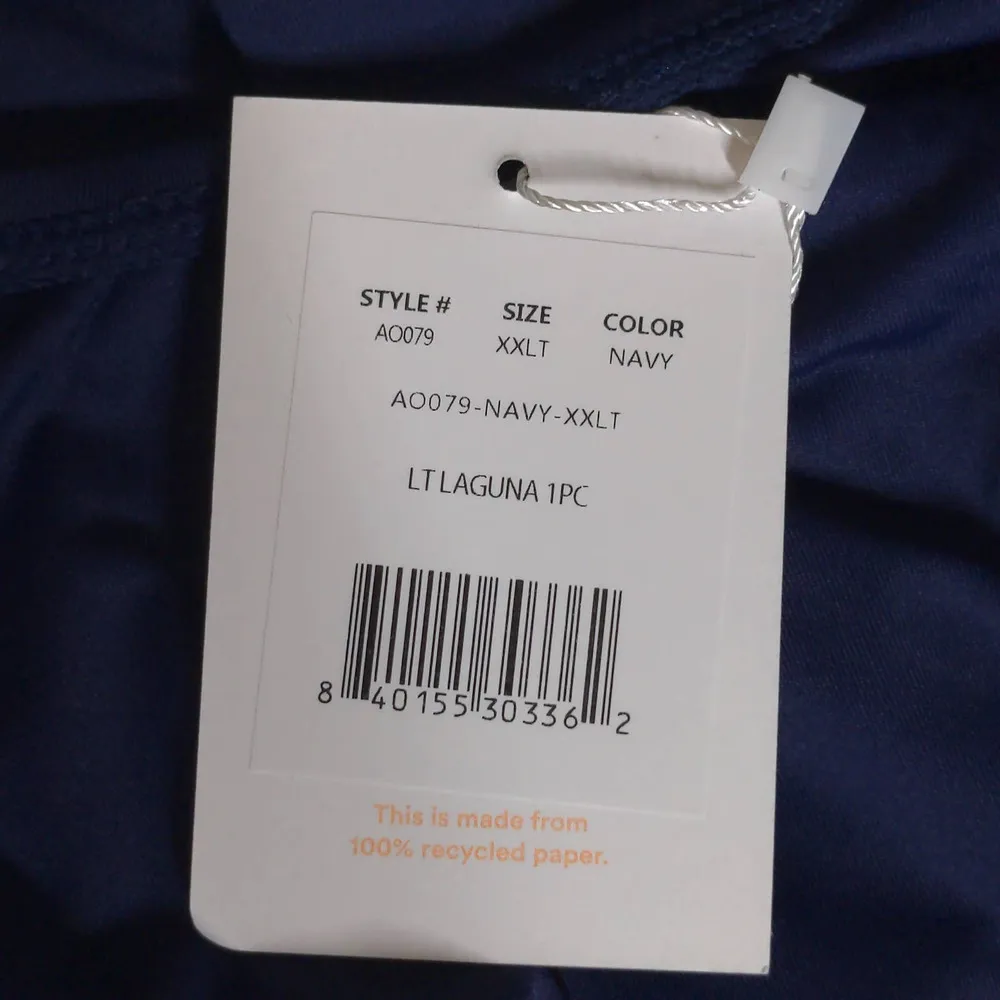 STYLE # SIZE COLOR
AO079 XXLT NAVY
AO079-NAVY-XXLT
LT LAGUNA 1PC
8 40155 30336 2
This is made from
100% recycled paper.